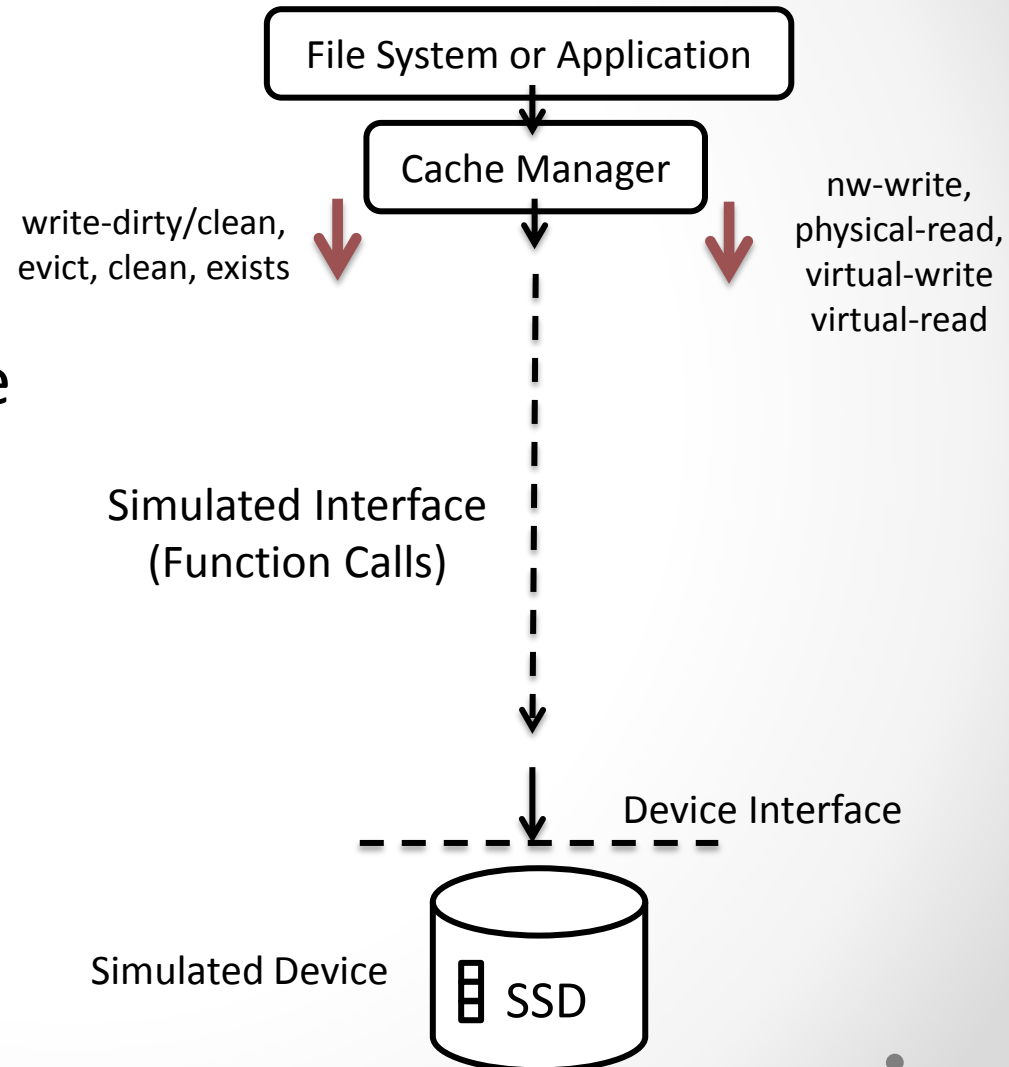 File System or Application
Cache Manager
write-dirty/clean,
evict, clean, exists
nw-write,
physical-read,
virtual-write
virtual-read
e
Simulated Interface
(Function Calls)
Device Interface
Simulated Device
SSD